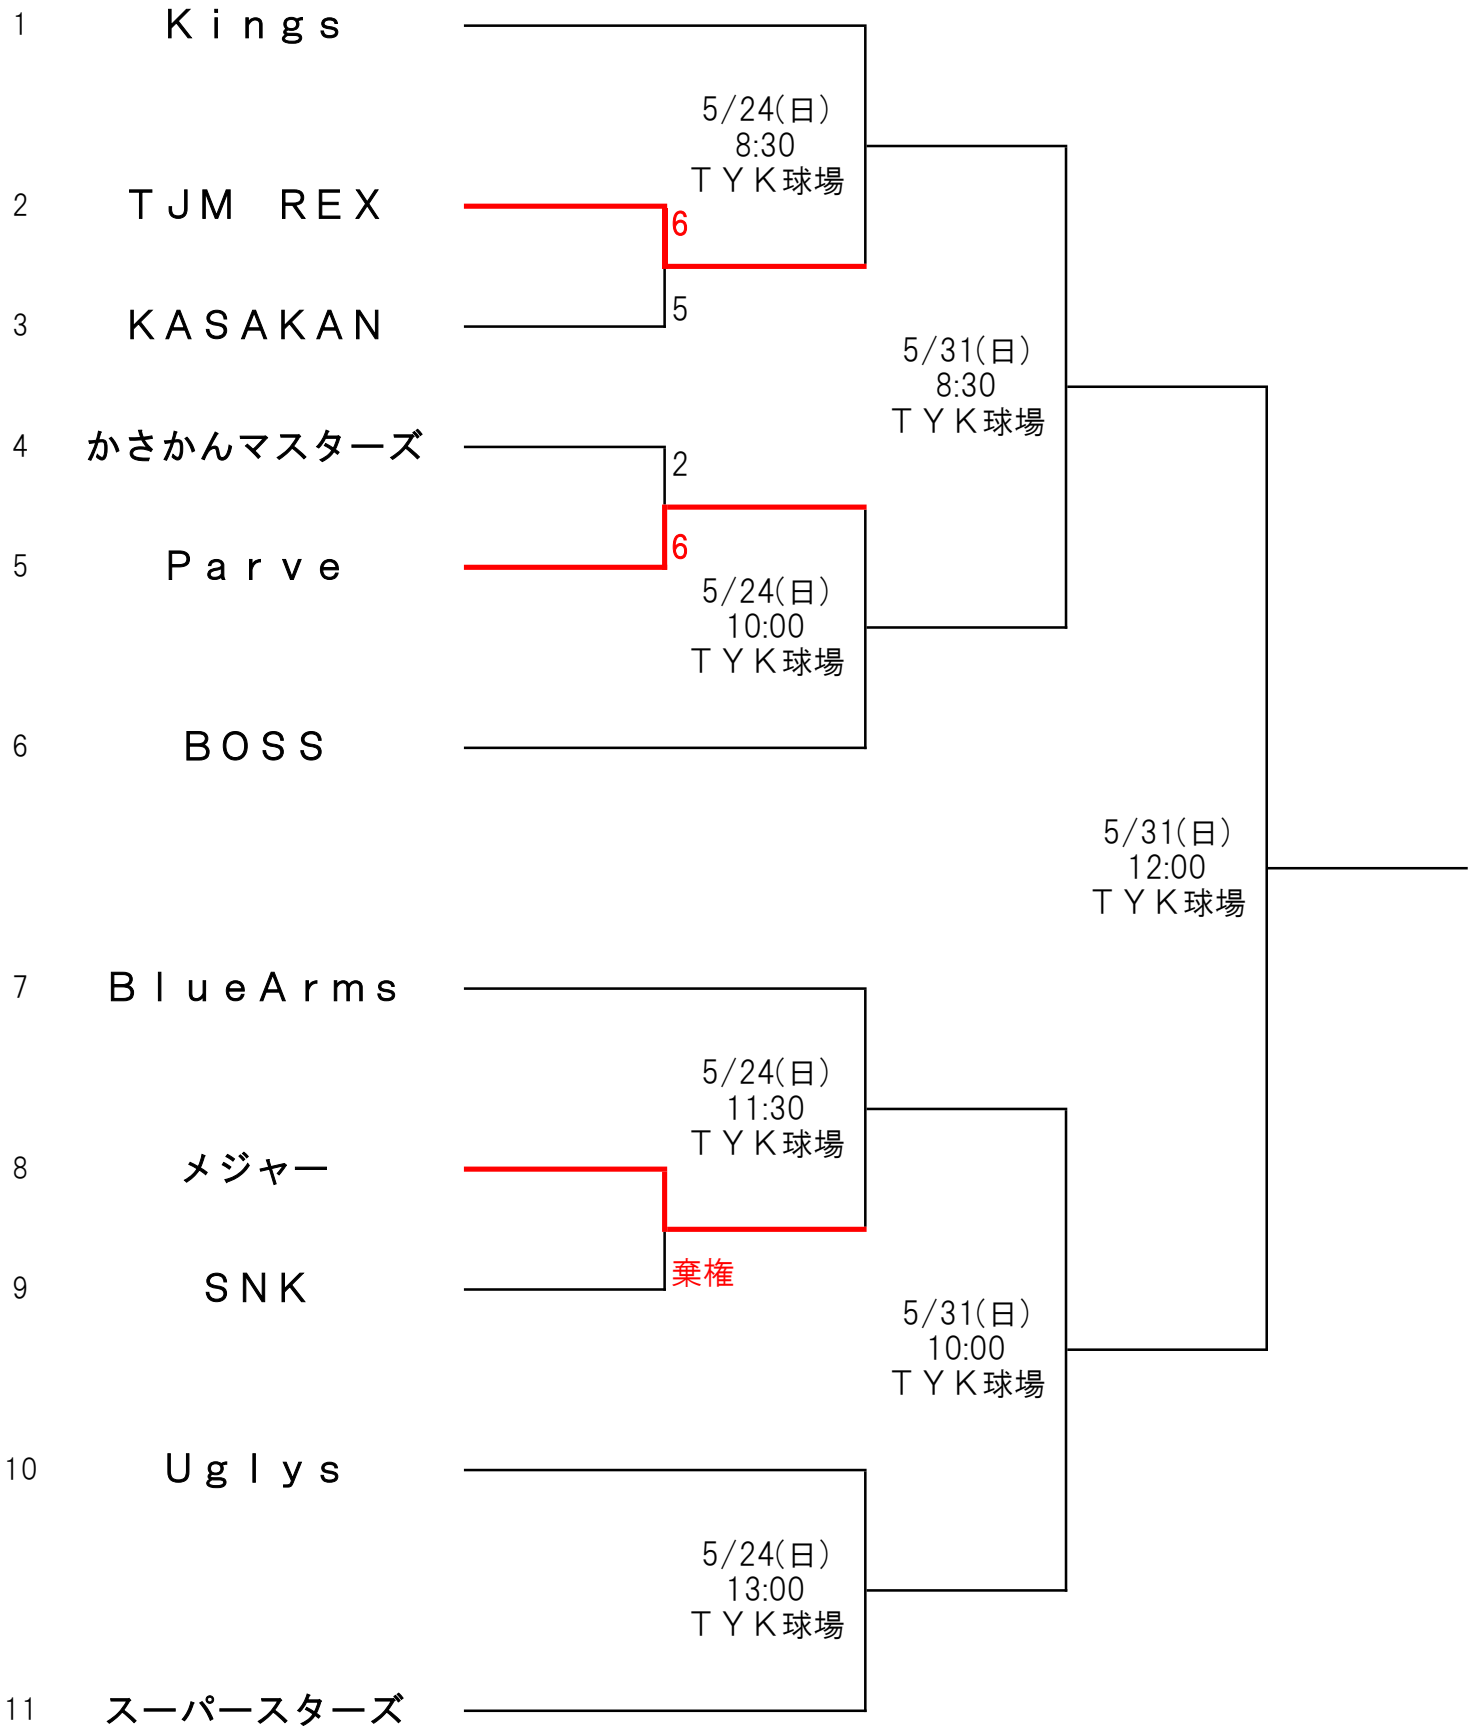 1 Ｋｉｎｇｓ
5/24(日)
8:30
ＴＹＫ球場
2 ＴＪＭ　ＲＥＸ
6
3 ＫＡＳＡＫＡＮ
5
5/31(日)
8:30
ＴＹＫ球場
4 かさかんマスターズ
2
5 Ｐａｒｖｅ
6
5/24(日)
10:00
ＴＹＫ球場
6 ＢＯＳＳ
5/31(日)
12:00
ＴＹＫ球場
7 ＢｌｕｅＡｒｍｓ
5/24(日)
11:30
ＴＹＫ球場
8 メジャー
9 ＳＮＫ
棄権
5/31(日)
10:00
ＴＹＫ球場
10 Ｕｇｌｙｓ
5/24(日)
13:00
ＴＹＫ球場
11 スーパースターズ